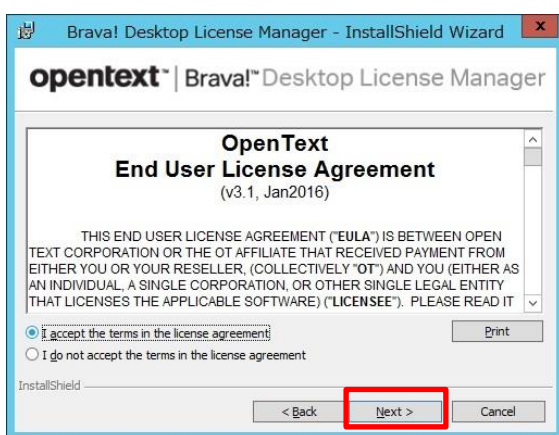 Brava! Desktop License Manager - InstallShield Wizard
opentext™ | Brava!™ Desktop License Manager
OpenText
End User License Agreement
(v3.1, Jan2016)
THIS END USER LICENSE AGREEMENT ("EULA") IS BETWEEN OPEN
TEXT CORPORATION OR THE OT AFFILIATE THAT RECEIVED PAYMENT FROM
EITHER YOU OR YOUR RESELLER, (COLLECTIVELY "OT") AND YOU (EITHER AS
AN INDIVIDUAL, A SINGLE CORPORATION, OR OTHER SINGLE LEGAL ENTITY
THAT LICENSES THE APPLICABLE SOFTWARE) ("LICENSEE"). PLEASE READ IT
I accept the terms in the license agreement
Print
I do not accept the terms in the license agreement
InstallShield
< Back
Next >
Cancel